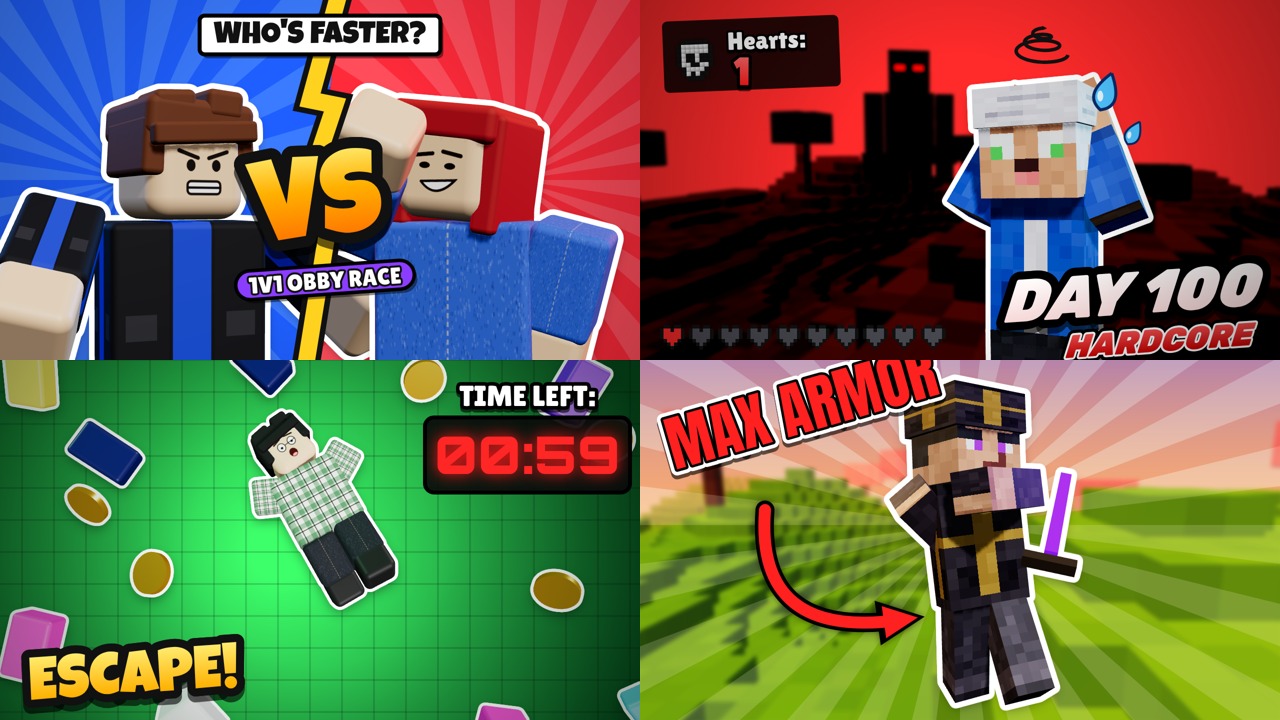 WHO'S FASTER?
VS
1V1 OBBY RACE
Hearts:
1
DAY 100
HARDCORE
TIME LEFT:
00:59
ESCAPE!
MAX ARMOR